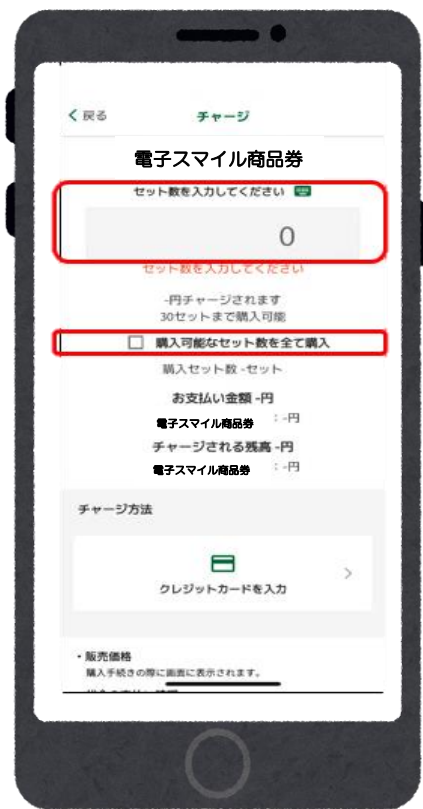 戻る チャージ
電子スマイル商品券
セット数を入力してください
0
セット数を入力してください
-円チャージされます
30セットまで購入可能
購入可能なセット数を全て購入
購入セット数 -セット
お支払い金額 -円
電子スマイル商品券 : -円
チャージされる残高 -円
電子スマイル商品券 : -円
チャージ方法
クレジットカードを入力
・販売価格
購入手続きの際に画面に表示されます。